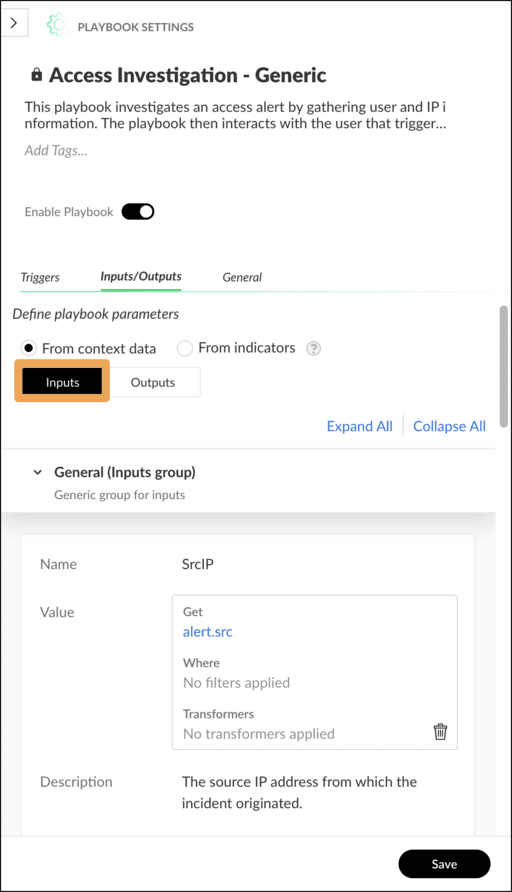 PLAYBOOK SETTINGS
Access Investigation - Generic
This playbook investigates an access alert by gathering user and IP i
nformation. The playbook then interacts with the user that trigger...
Add Tags...
Enable Playbook
Triggers Inputs/Outputs General
Define playbook parameters
From context data From indicators ?
Inputs Outputs
Expand All Collapse All
General (Inputs group)
Generic group for inputs
Name SrcIP
Value Get
alert.src
Where
No filters applied
Transformers
No transformers applied
Description The source IP address from which the
incident originated.
Save